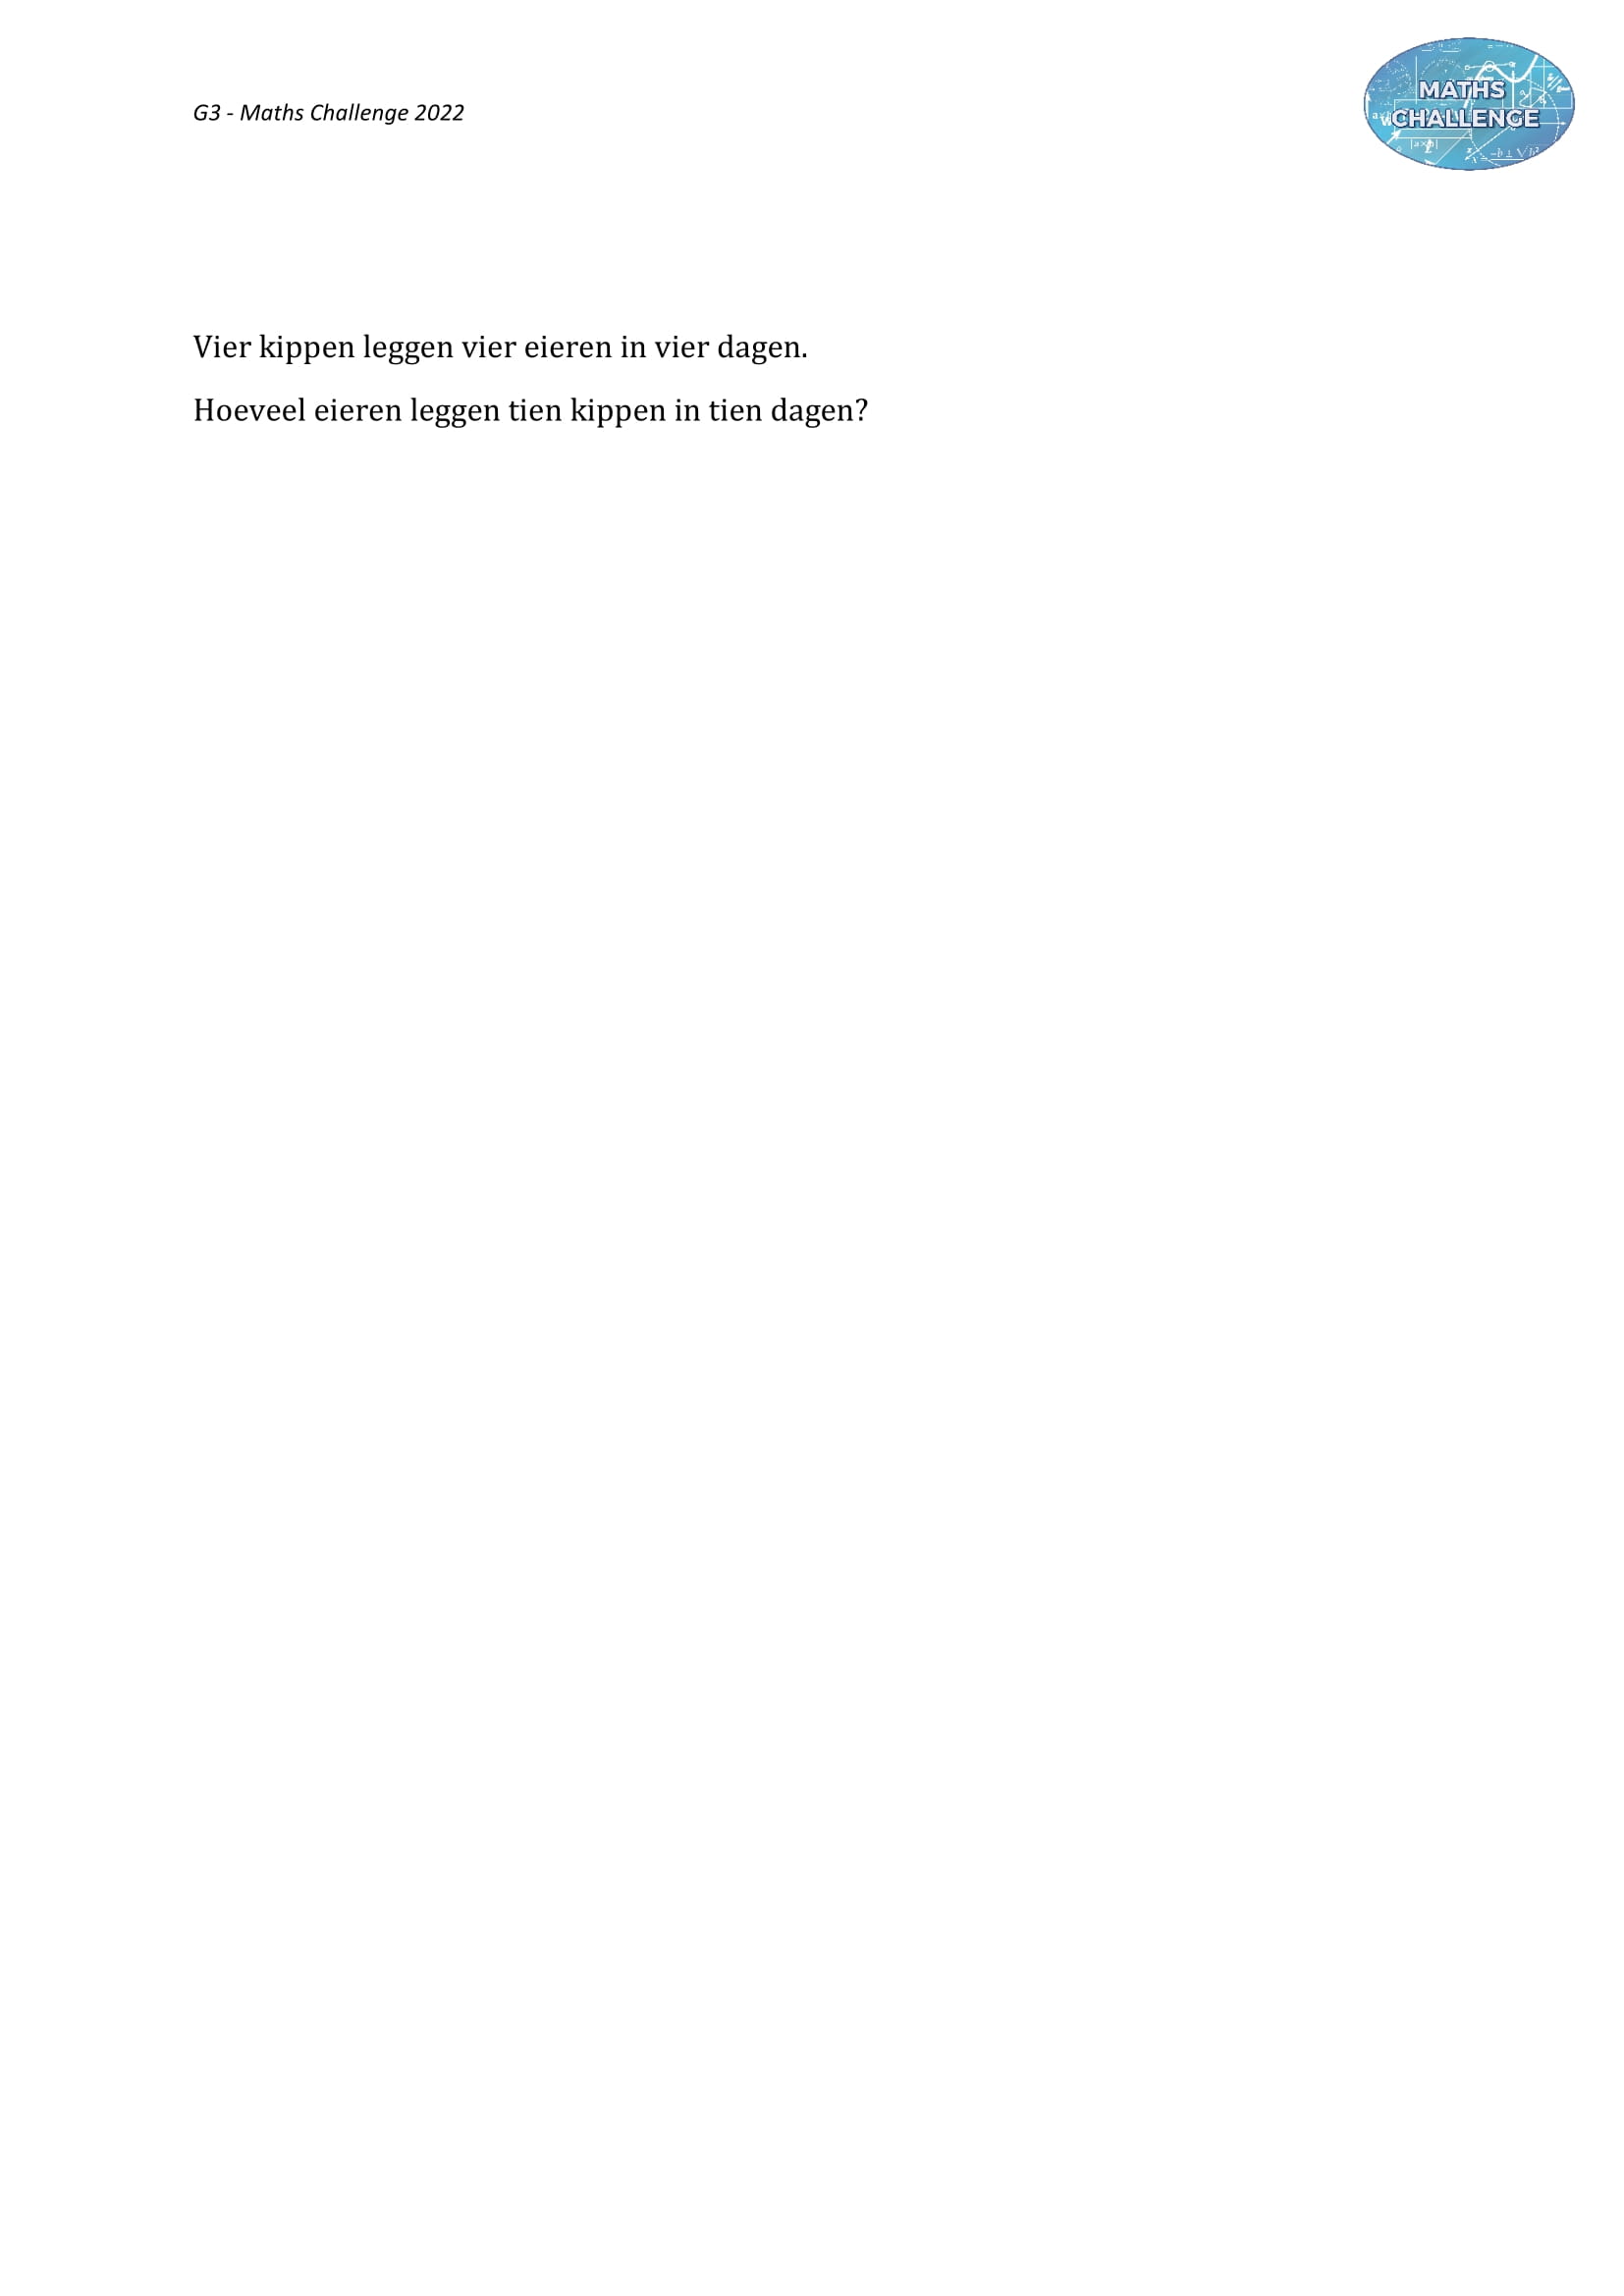 G3 - Maths Challenge 2022
MATHS
CHALLENGE
Vier kippen leggen vier eieren in vier dagen.
Hoeveel eieren leggen tien kippen in tien dagen?